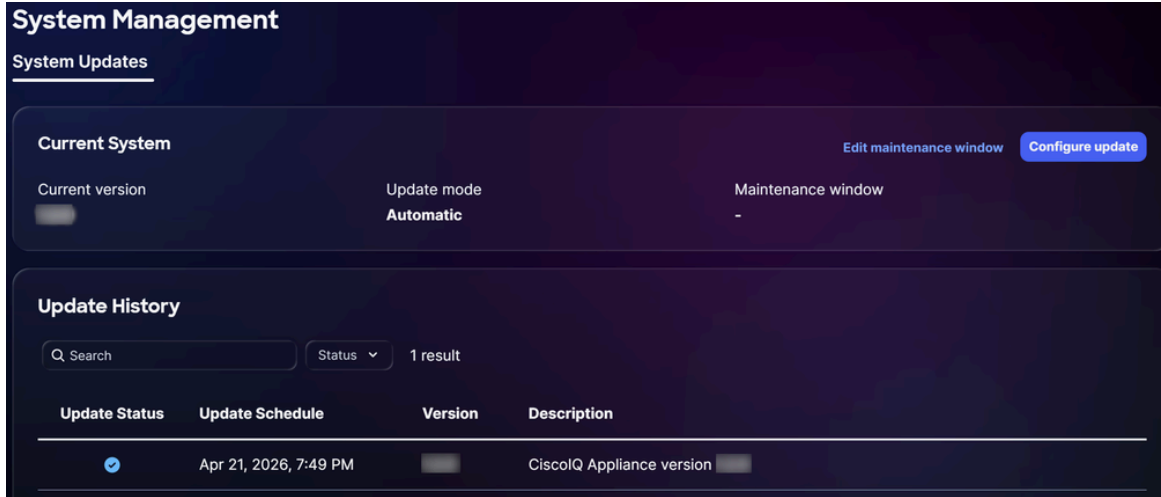 System Management
System Updates
Current System
Edit maintenance window
Configure update
Current version
Update mode
Maintenance window
Automatic
-
Update History
Search
Status
1 result
Update Status Update Schedule Version Description
Apr 21, 2026, 7:49 PM CiscoIQ Appliance version